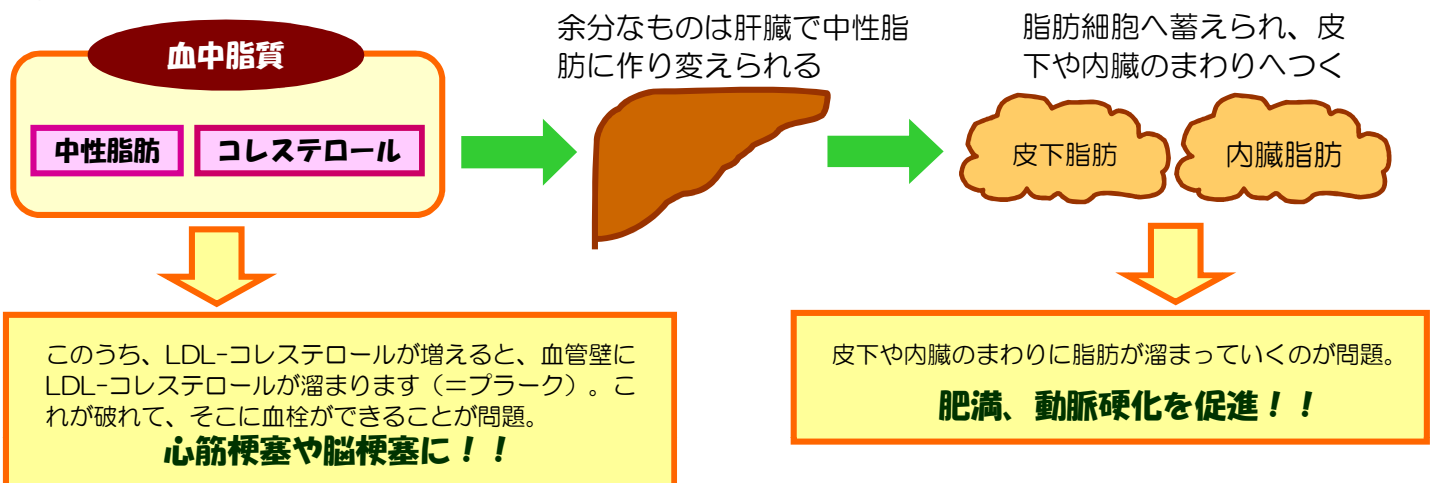 血中脂質
中性脂肪
コレステロール
余分なものは肝臓で中性脂
肪に作り変えられる
脂肪細胞へ蓄えられ、皮
下や内臓のまわりへつく
皮下脂肪
内臓脂肪
このうち、LDL-コレステロールが増えると、血管壁に
LDL-コレステロールが溜まります（＝プラーク）。こ
れが破れて、そこに血栓ができることが問題。
心筋梗塞や脳梗塞に！！
皮下や内臓のまわりに脂肪が溜まっていくのが問題。
肥満、動脈硬化を促進！！